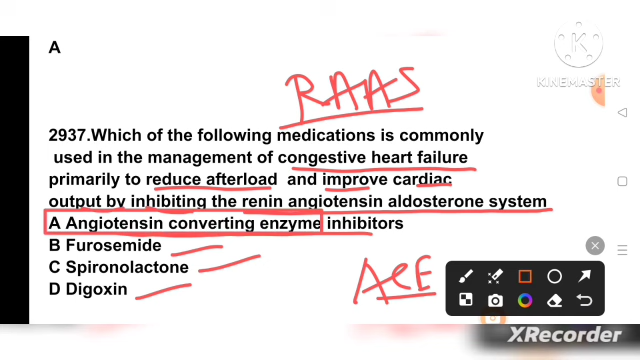 A
KINEMASTER
RAAS
2937.Which of the following medications is commonly
used in the management of congestive heart failure
primarily to reduce afterload and improve cardiac
output by inhibiting the renin angiotensin aldosterone system
A Angiotensin converting enzyme inhibitors
B Furosemide
C Spironolactone
D Digoxin
ACE
XRecorder